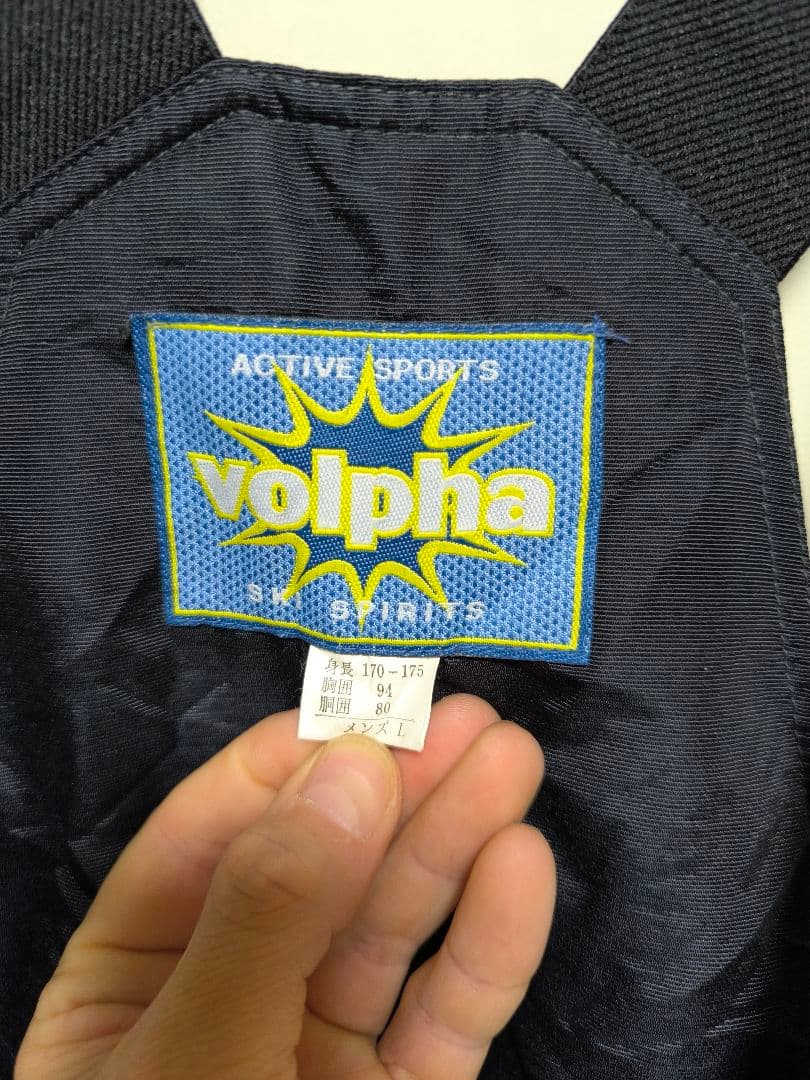 ACTIVE SPORTS
volpha
SKI SPIRITS
身長 170-175
胸囲 94
胴囲 80
メンズ L